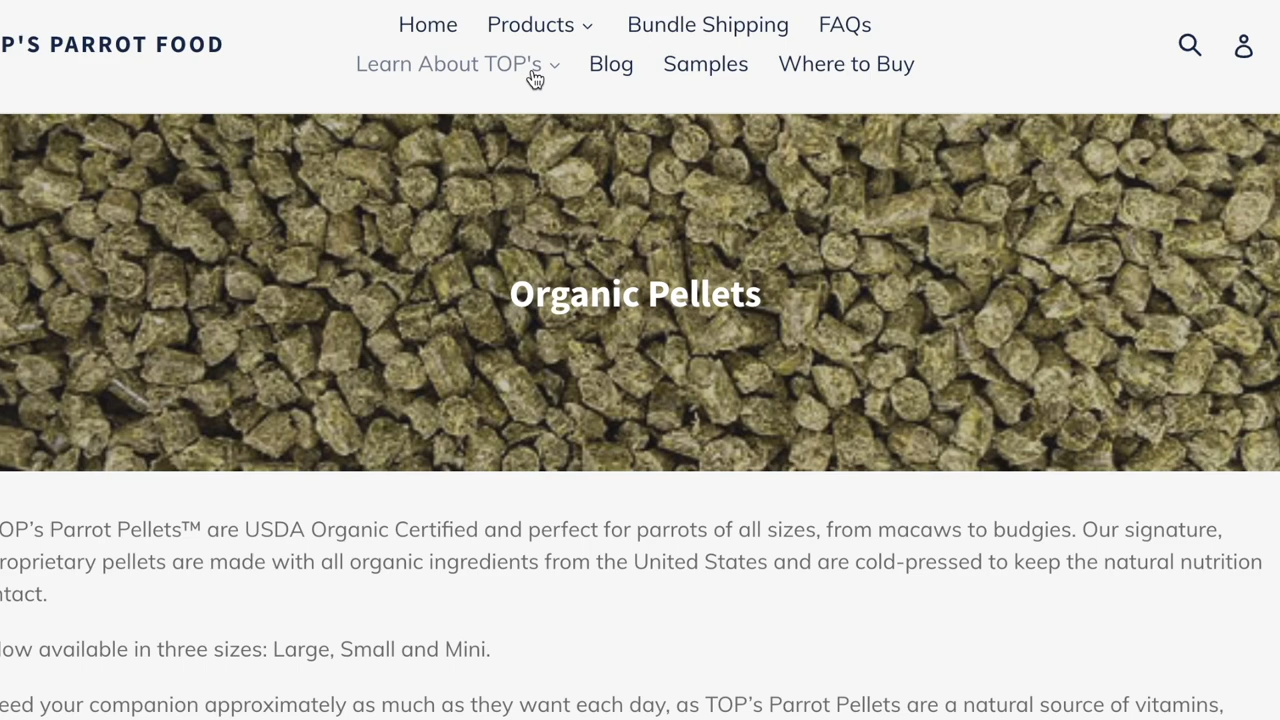 P'S PARROT FOOD
Home Products Bundle Shipping FAQs
Learn About TOP's Blog Samples Where to Buy
Organic Pellets
OP's Parrot Pellets™ are USDA Organic Certified and perfect for parrots of all sizes, from macaws to budgies. Our signature,
roprietary pellets are made with all organic ingredients from the United States and are cold-pressed to keep the natural nutrition
ntact.
Now available in three sizes: Large, Small and Mini.
eed your companion approximately as much as they want each day, as TOP's Parrot Pellets are a natural source of vitamins,